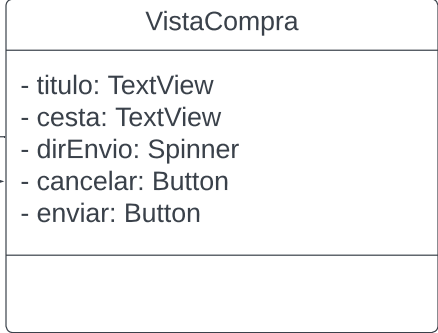 VistaCompra
- titulo: TextView
- cesta: TextView
- dirEnvio: Spinner
- cancelar: Button
- enviar: Button